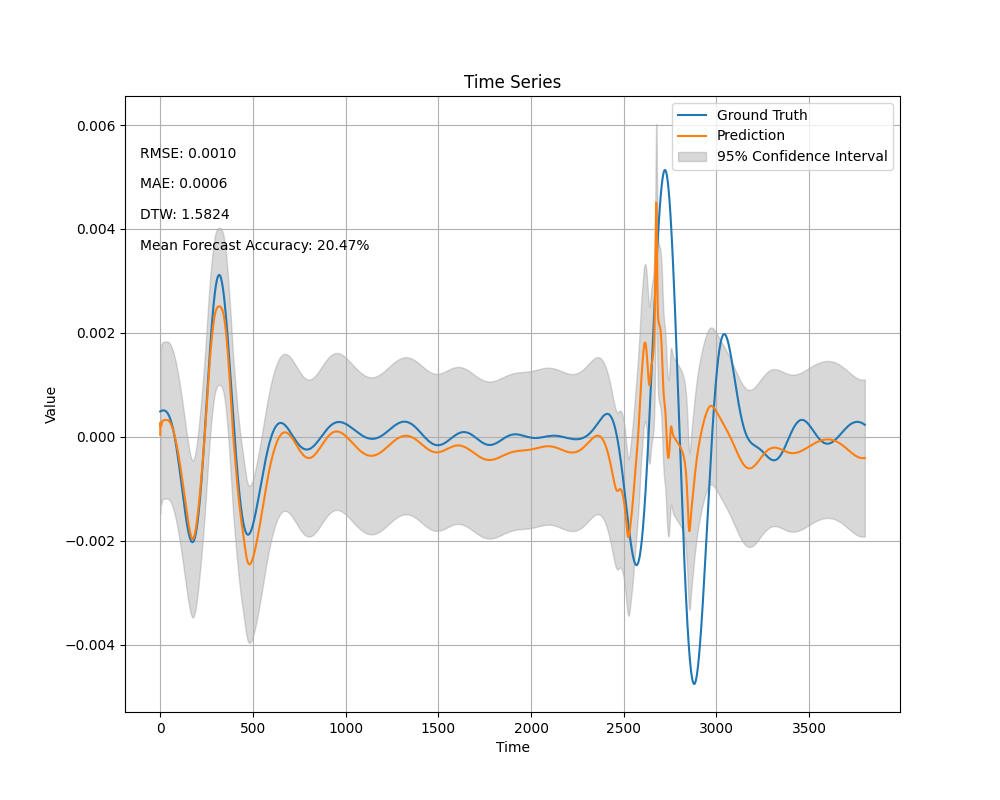 Time Series
Ground Truth
Prediction
95% Confidence Interval
RMSE: 0.0010
MAE: 0.0006
DTW: 1.5824
Mean Forecast Accuracy: 20.47%
0.006
0.004
0.002
0.000
−0.002
−0.004
Value
0 500 1000 1500 2000 2500 3000 3500
Time